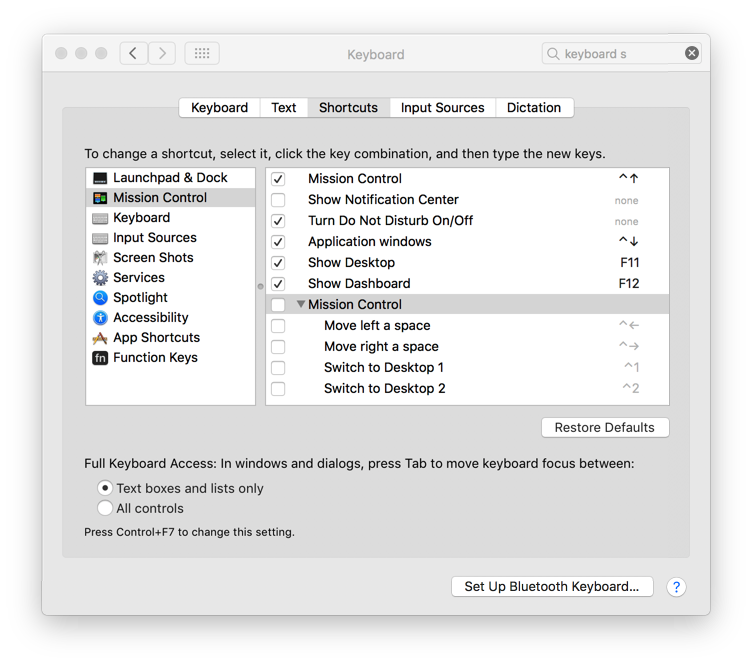 Keyboard
keyboard s
Keyboard Text Shortcuts Input Sources Dictation
To change a shortcut, select it, click the key combination, and then type the new keys.
Launchpad & Dock
Mission Control
Keyboard
Input Sources
Screen Shots
Services
Spotlight
Accessibility
App Shortcuts
fn Function Keys
Mission Control ^↑
Show Notification Center none
Turn Do Not Disturb On/Off none
Application windows ^↓
Show Desktop F11
Show Dashboard F12
Mission Control
Move left a space ^←
Move right a space ^→
Switch to Desktop 1 ^1
Switch to Desktop 2 ^2
Restore Defaults
Full Keyboard Access: In windows and dialogs, press Tab to move keyboard focus between:
Text boxes and lists only
All controls
Press Control+F7 to change this setting.
Set Up Bluetooth Keyboard... ?